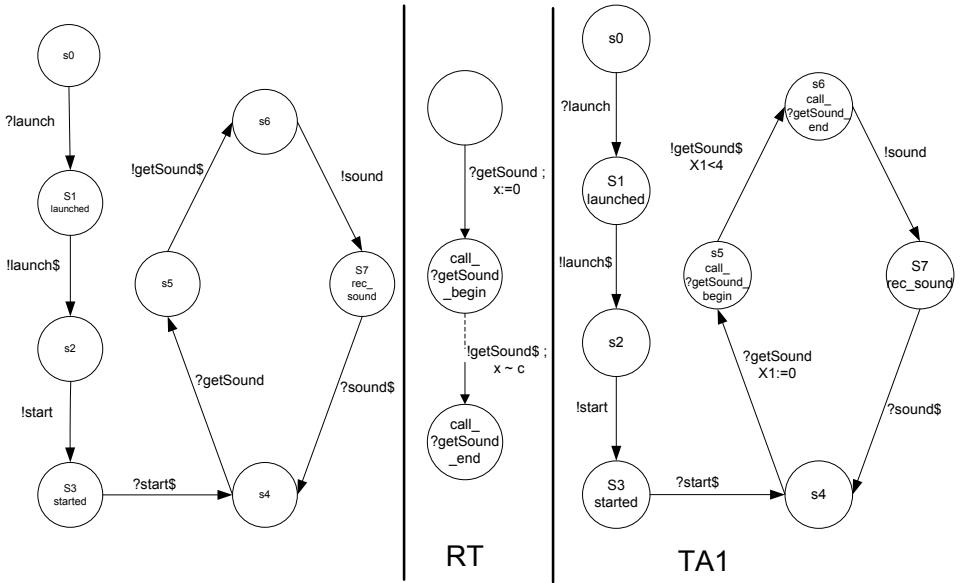 s0
?launch
S1
launched
!launch$
s2
!start
S3
started
?start$
s4
?getSound
s5
!getSound$
s6
!sound
S7
rec_
sound
?sound$
?getSound ;
x:=0
call_
?getSound
_begin
!getSound$ ;
x ~ c
call_
?getSound
_end
RT
s0
?launch
S1
launched
!launch$
s2
!start
S3
started
?start$
s4
?getSound
X1:=0
s5
call_
?getSound_
begin
!getSound$
X1<4
s6
call_
?getSound_
end
!sound
S7
rec_sound
?sound$
TA1